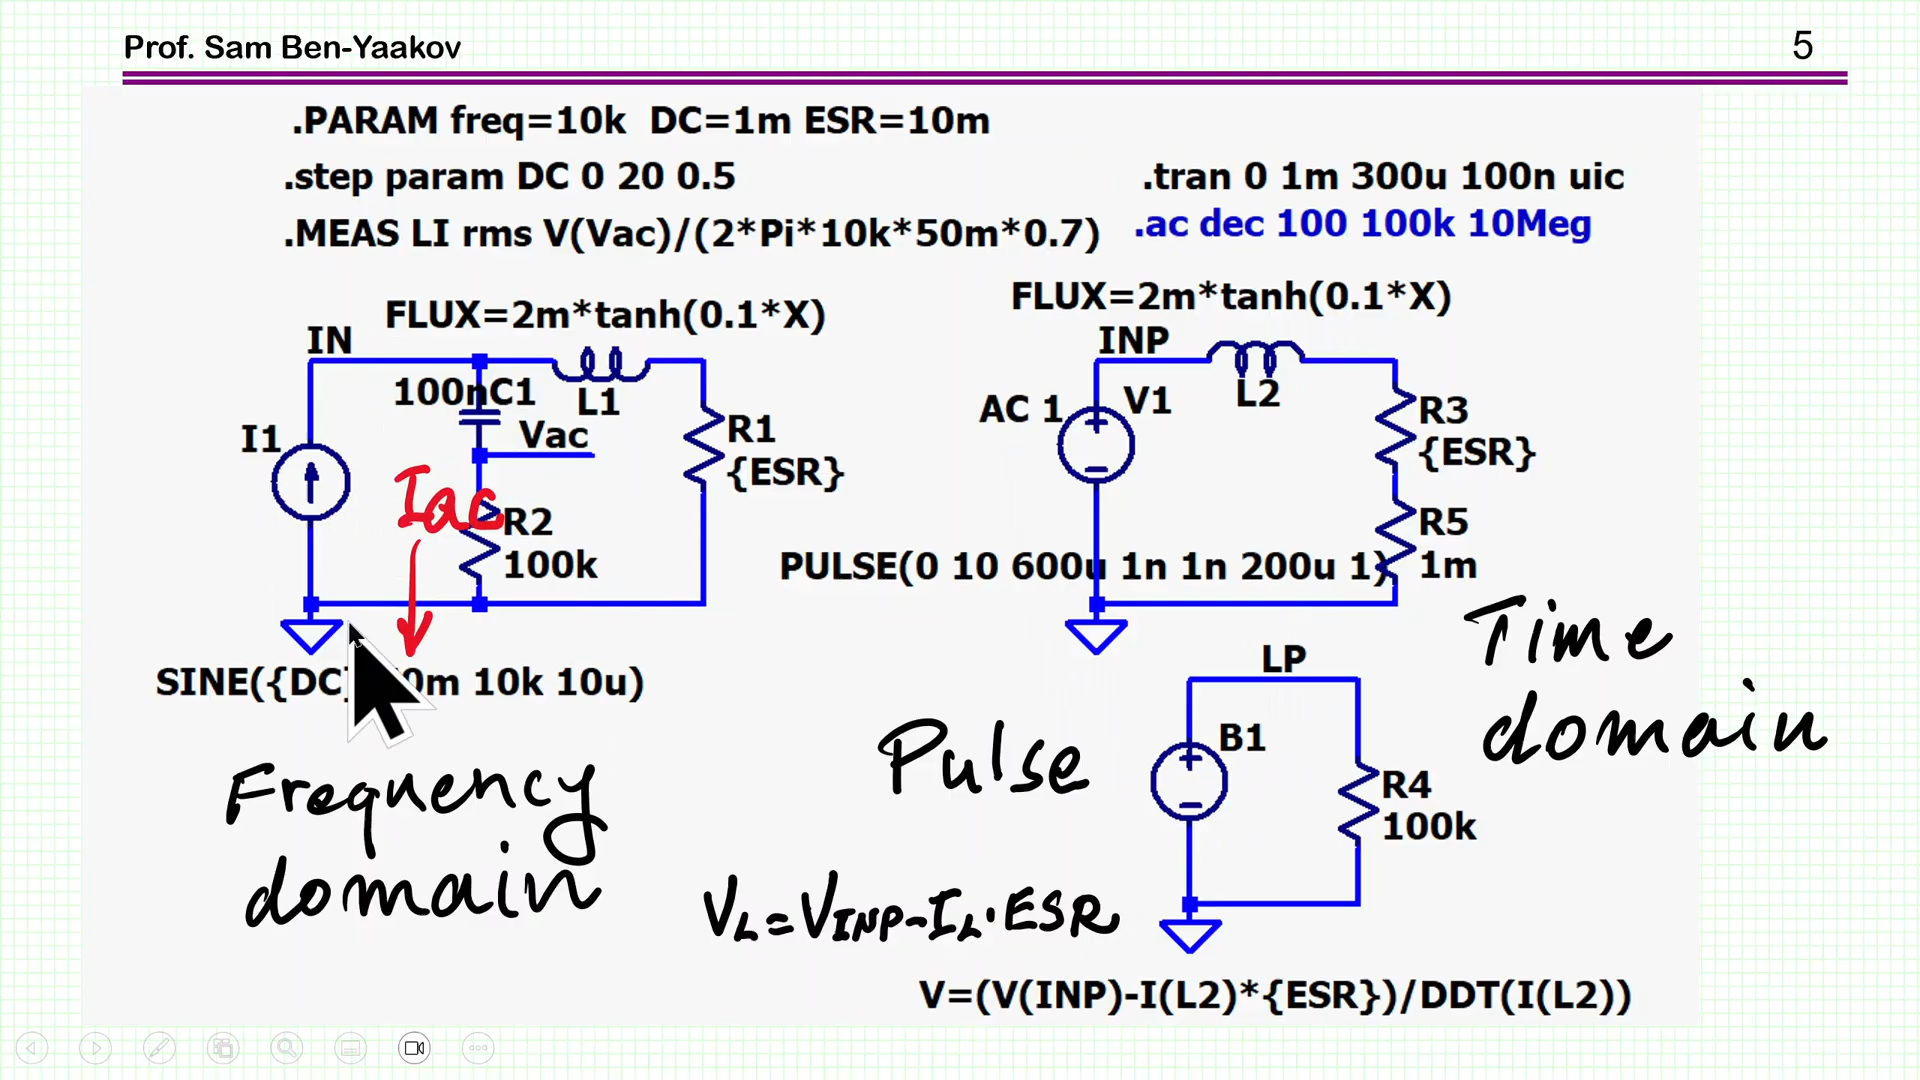 Prof. Sam Ben-Yaakov
5
.PARAM freq=10k  DC=1m ESR=10m
.step param DC 0 20 0.5
.tran 0 1m 300u 100n uic
.MEAS LI rms V(Vac)/(2*Pi*10k*50m*0.7)
.ac dec 100 100k 10Meg
FLUX=2m*tanh(0.1*X)
FLUX=2m*tanh(0.1*X)
IN
INP
100nC1
L1
L2
AC 1
V1
R3
{ESR}
I1
Vac
R1
{ESR}
Iac
R2
100k
R5
1m
PULSE(0 10 600u 1n 1n 200u 1)
Time
domain
LP
SINE({DC} 0m 10k 10u)
B1
Pulse
R4
100k
Frequency
domain
VL=VINP-IL·ESR
V=(V(INP)-I(L2)*{ESR})/DDT(I(L2))